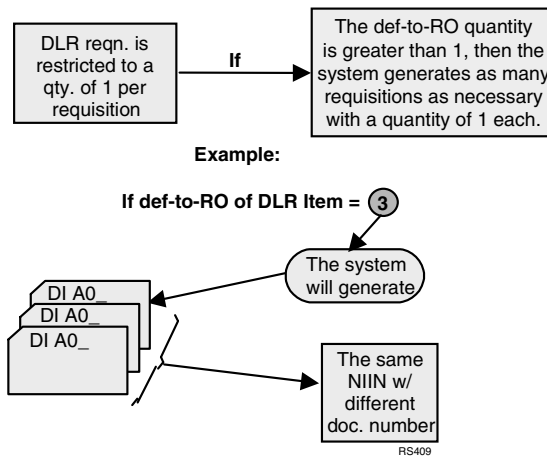 DLR reqn. is
restricted to a
qty. of 1 per
requisition
If
The def-to-RO quantity
is greater than 1, then the
system generates as many
requisitions as necessary
with a quantity of 1 each.
Example:
If def-to-RO of DLR Item = 3
The system
will generate
DI A0_
DI A0_
DI A0_
The same
NIIN w/
different
doc. number
RS409